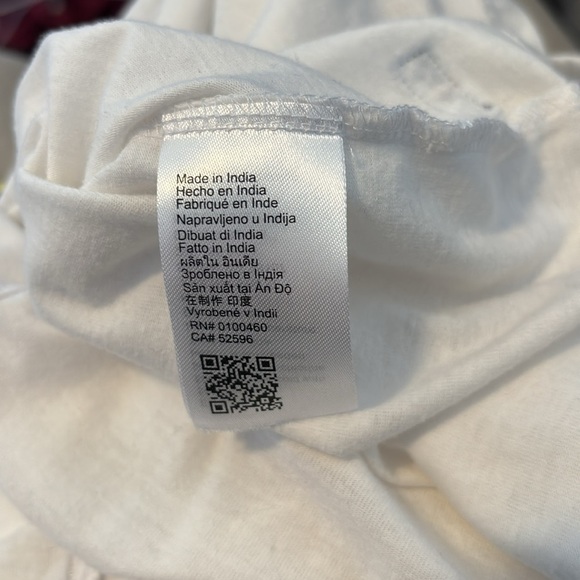 Made in India
Hecho en India
Fabriqué en Inde
Napravljeno u Indija
Dibuat di India
Fatto in India
ผลิตใน อินเดีย
Зроблено в Індія
Sản xuất tại Ấn Độ
在制作 印度
Vyrobené v Indii
RN# 0100460
CA# 52596